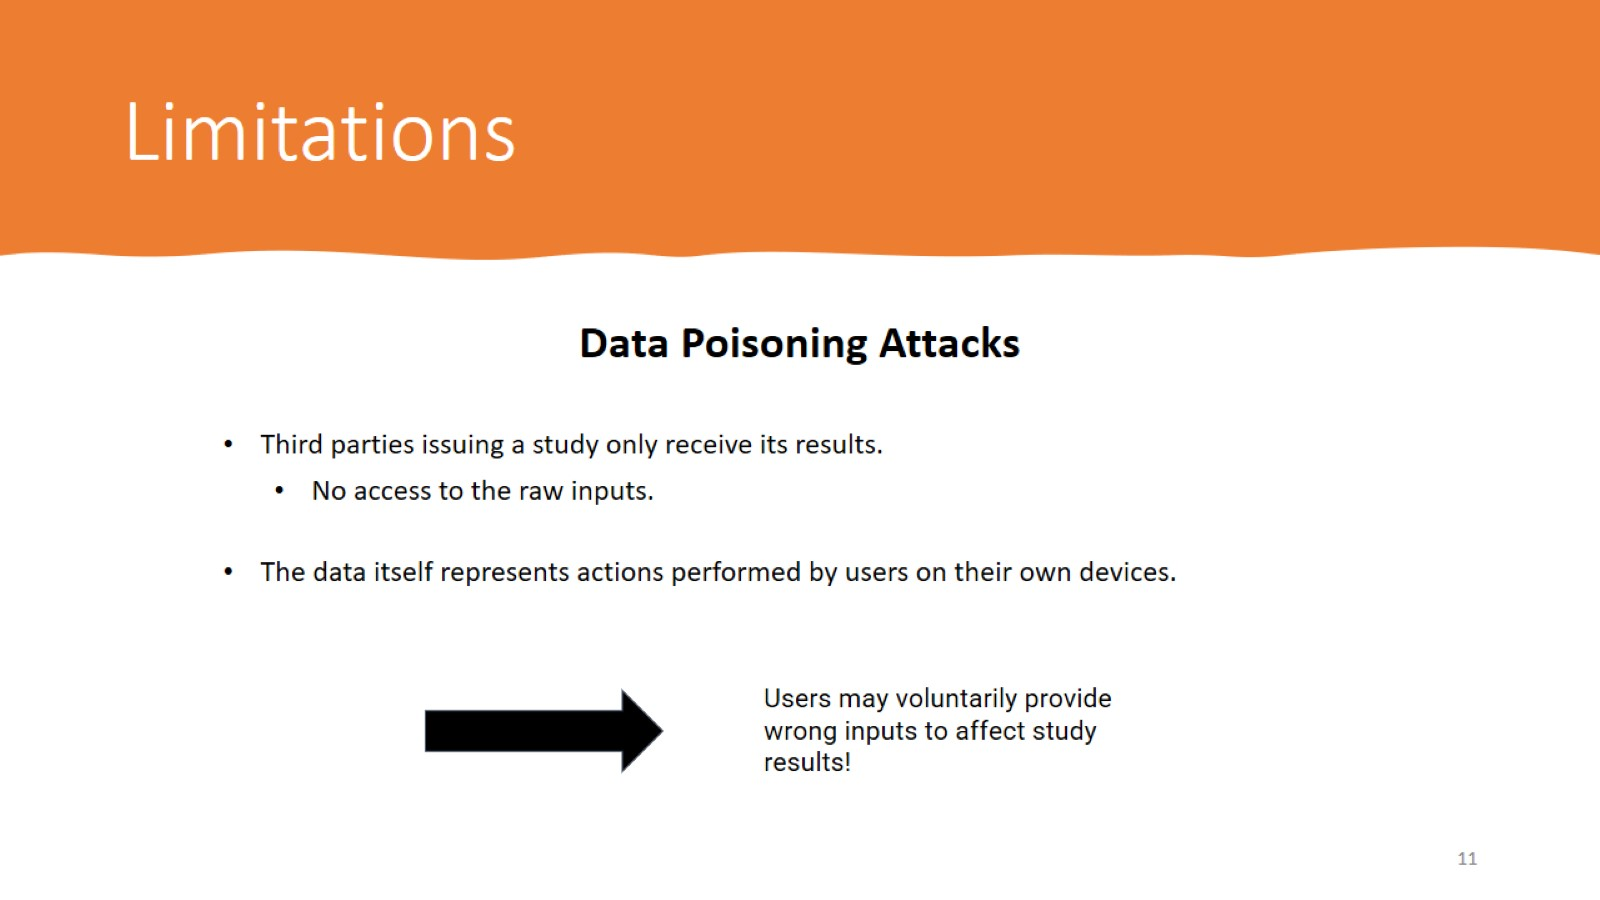 Limitations
Data Poisoning Attacks
• Third parties issuing a study only receive its results.
• No access to the raw inputs.
• The data itself represents actions performed by users on their own devices.
Users may voluntarily provide
wrong inputs to affect study
results!
11